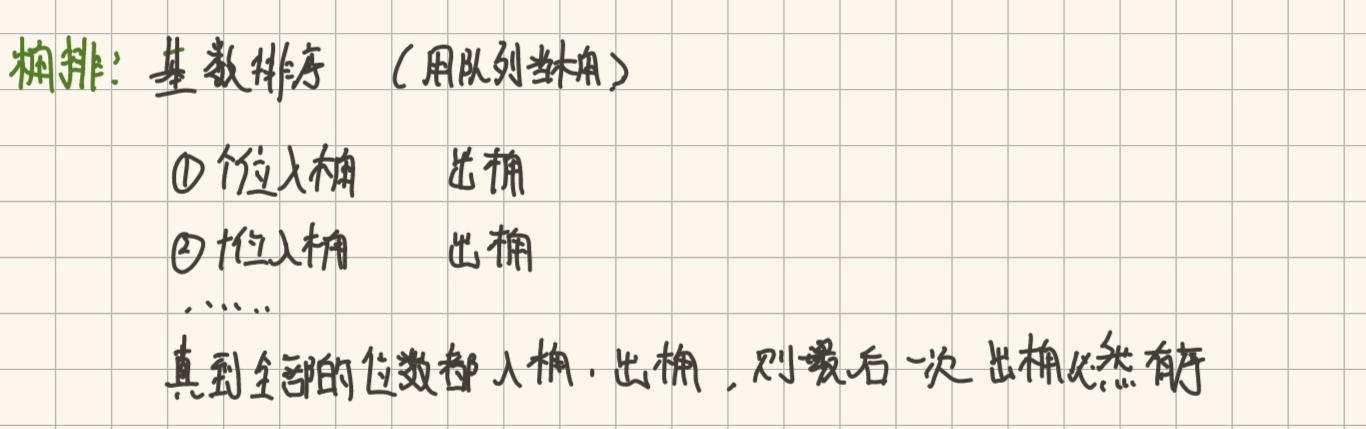 桶排：基数排序 （用队列当桶）
①个位入桶 出桶
②十位入桶 出桶
......
直到全部的位数都入桶.出桶，则最后一次出桶必然有序